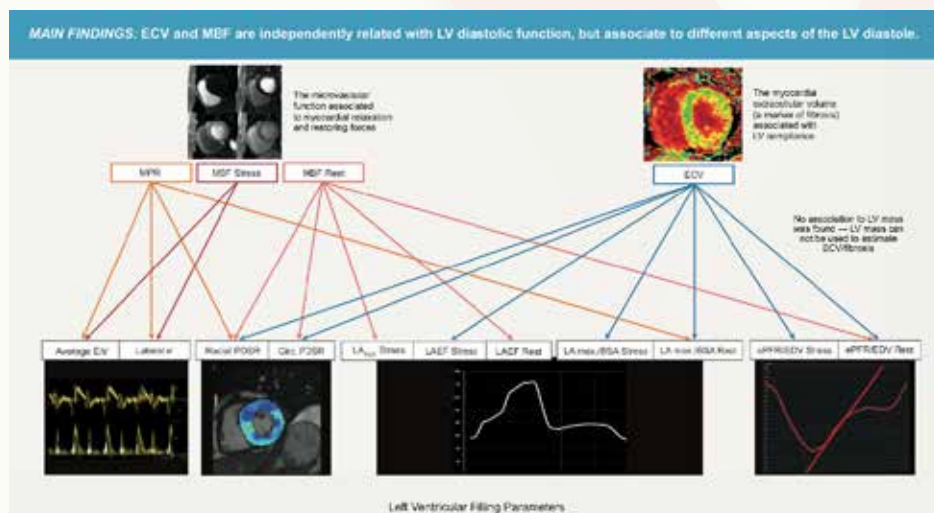 MAIN FINDINGS: ECV and MBF are independently related with LV diastolic function, but associate to different aspects of the LV diastole.
The microvascular
function associated
to myocardial relaxation
and restoring forces
The myocardial
extracellular volume
(a marker of fibrosis)
associated with
LV compliance
MPR
MBF Stress
MBF Rest
ECV
No association to LV mass
was found — LV mass can
not be used to estimate
ECV/fibrosis
Average E/e'
Lateral e'
Radial PDSR
Circ. PDSR
LA Stress
LAEF Stress
LAEF Rest
LA max./BSA Stress
LA max./BSA Rest
ePFR/EDV Stress
ePFR/EDV Rest
Left Ventricular Filling Parameters